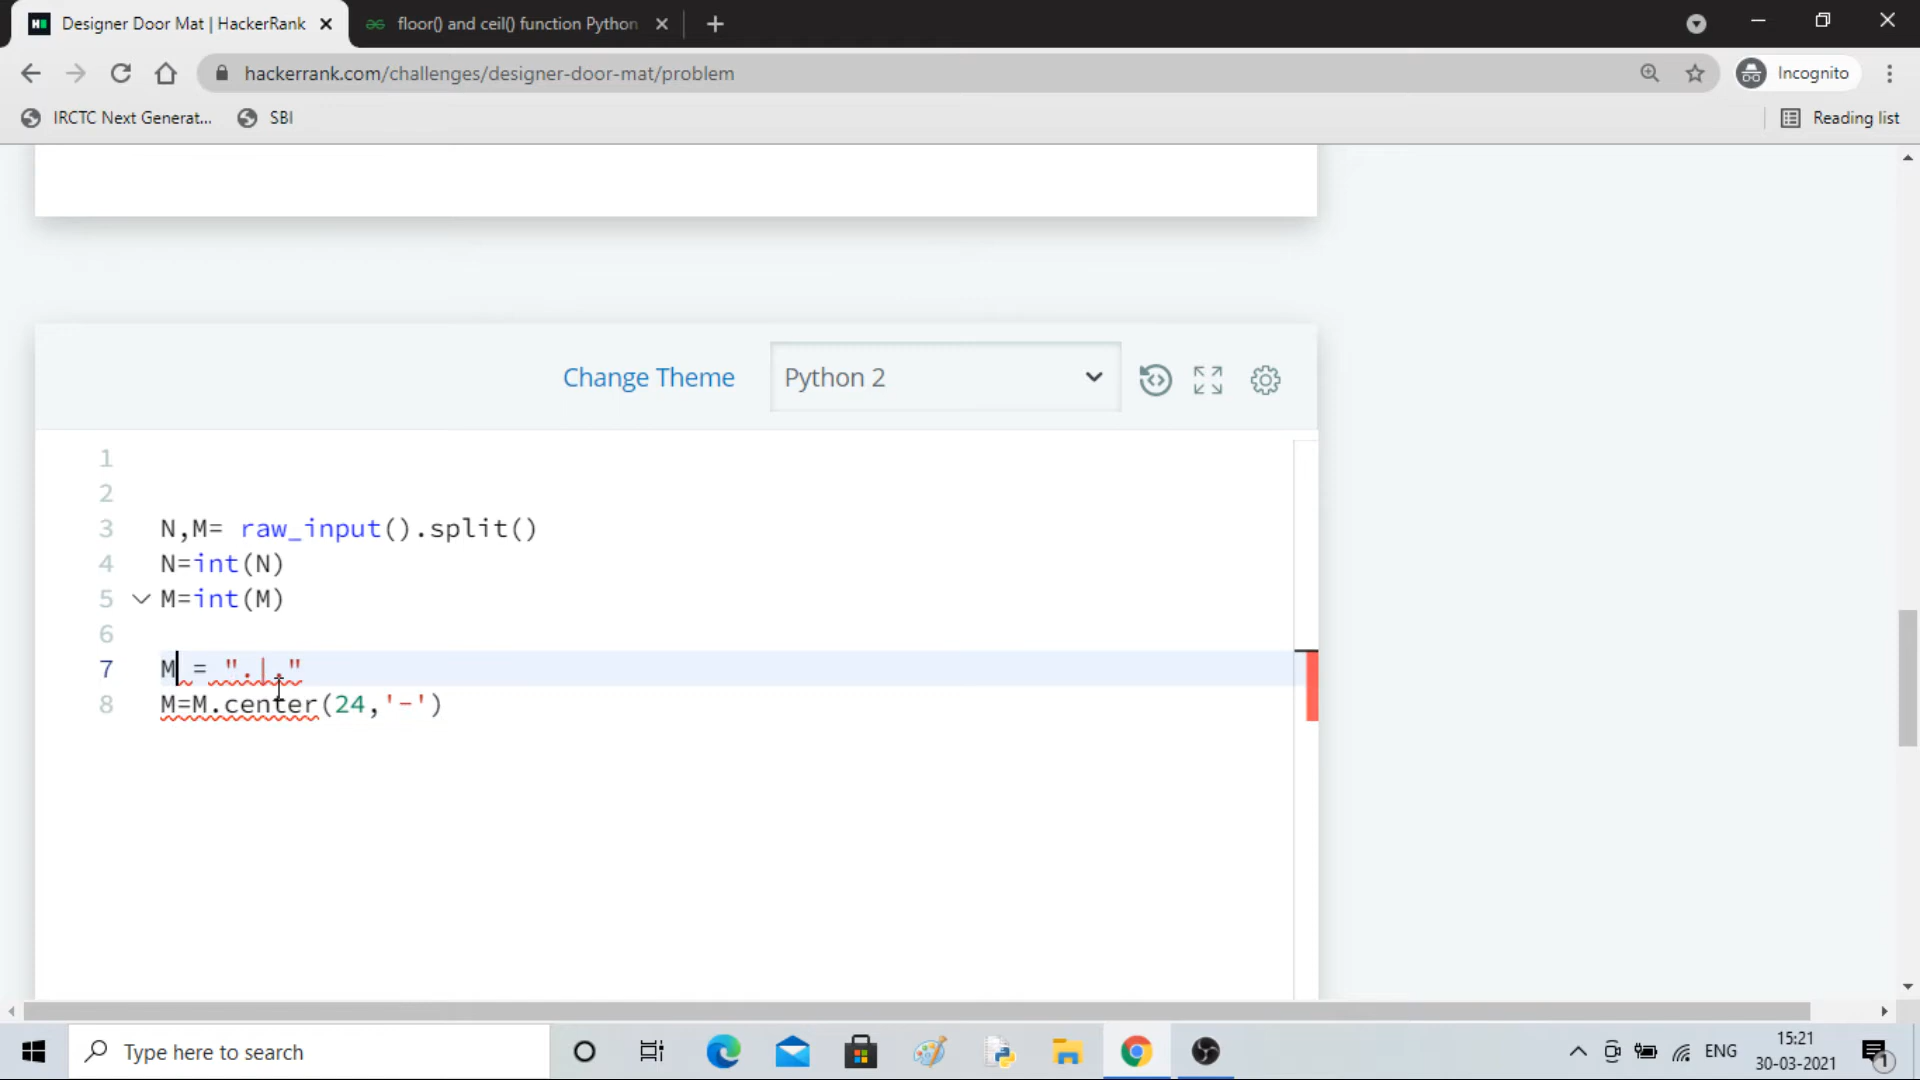 Designer Door Mat | HackerRank
floor() and ceil() function Python
hackerrank.com/challenges/designer-door-mat/problem
Incognito
IRCTC Next Generat...
SBI
Reading list
Change Theme
Python 2
1
2
3 N,M= raw_input().split()
4 N=int(N)
5 M=int(M)
6
7 M = ".|."
8 M=M.center(24,'-')
Type here to search
ENG
15:21
30-03-2021
1